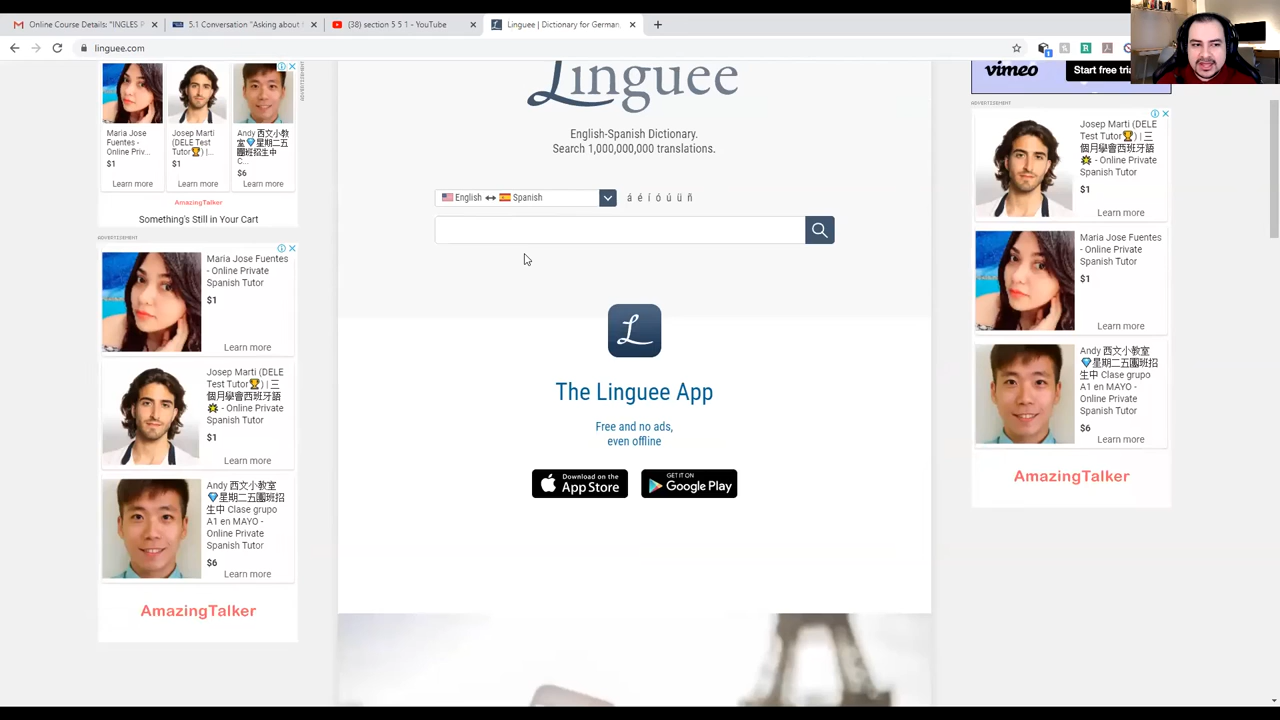 Online Course Details: "INGLES P
5.1 Conversation "Asking about
(38) section 5 5 1 - YouTube
Linguee | Dictionary for German,
linguee.com
Maria Jose
Fuentes -
Online Priv...
$1
Learn more
Josep Marti
(DELE Test
Tutor🏆) |...
$1
Learn more
Andy 西文小教
室💎星期二五
團班招生中
C...
$6
Learn more
AmazingTalker
Something's Still in Your Cart
ADVERTISEMENT
ADVERTISEMENT
Maria Jose Fuentes
- Online Private
Spanish Tutor
$1
Learn more
Josep Marti (DELE
Test Tutor🏆) | 三
個月學會西班牙語
💥 - Online Private
Spanish Tutor
$1
Learn more
Andy 西文小教室
💎星期二五團班招
生中 Clase grupo
A1 en MAYO -
Online Private
Spanish Tutor
$6
Learn more
AmazingTalker
Linguee
English-Spanish Dictionary.
Search 1,000,000,000 translations.
English ↔ Spanish
á é í ó ú ü ñ
L
The Linguee App
Free and no ads,
even offline
Download on the
App Store
GET IT ON
Google Play
vimeo
Start free tri
ADVERTISEMENT
Josep Marti (DELE
Test Tutor🏆) | 三
個月學會西班牙語
💥 - Online Private
Spanish Tutor
$1
Learn more
Maria Jose Fuentes
- Online Private
Spanish Tutor
$1
Learn more
Andy 西文小教室
💎星期二五團班招
生中 Clase grupo
A1 en MAYO -
Online Private
Spanish Tutor
$6
Learn more
AmazingTalker